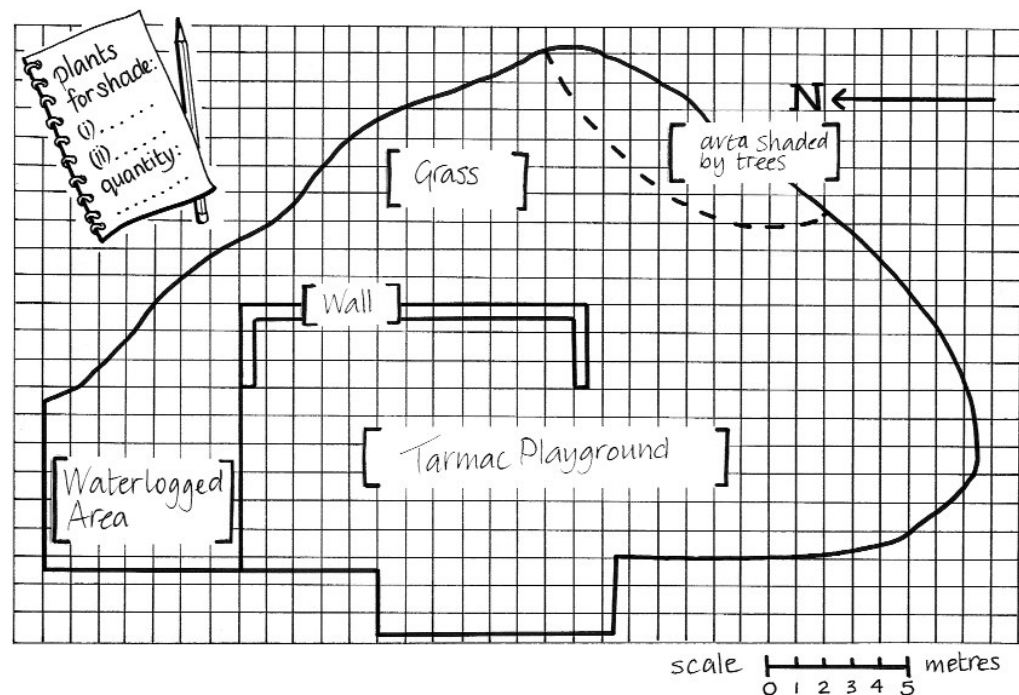 plants
for shade:
(i)......
(ii)......
quantity:
.........
N
area shaded
by trees
Grass
Wall
Tarmac Playground
Waterlogged
Area
scale 0 1 2 3 4 5 metres